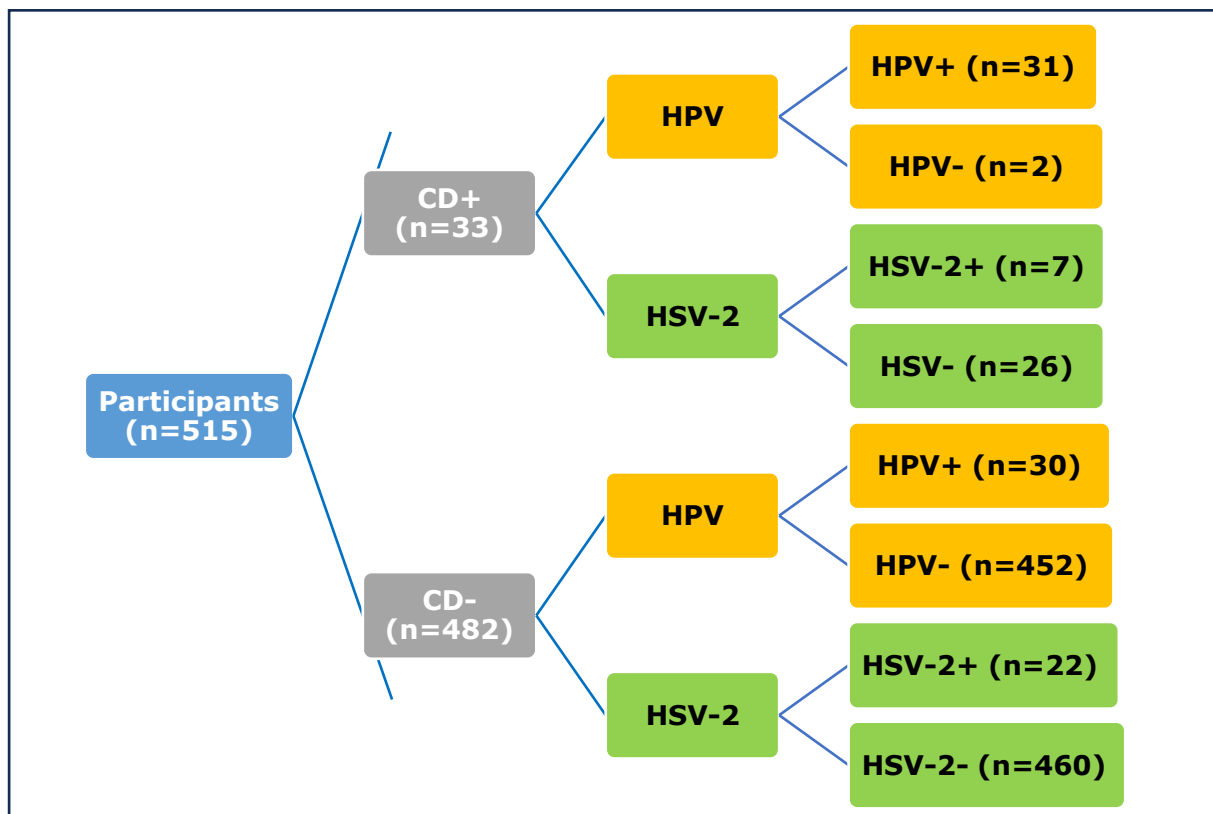 Participants
(n=515)
CD+
(n=33)
HPV
HPV+ (n=31)
HPV- (n=2)
HSV-2
HSV-2+ (n=7)
HSV- (n=26)
CD-
(n=482)
HPV
HPV+ (n=30)
HPV- (n=452)
HSV-2
HSV-2+ (n=22)
HSV-2- (n=460)